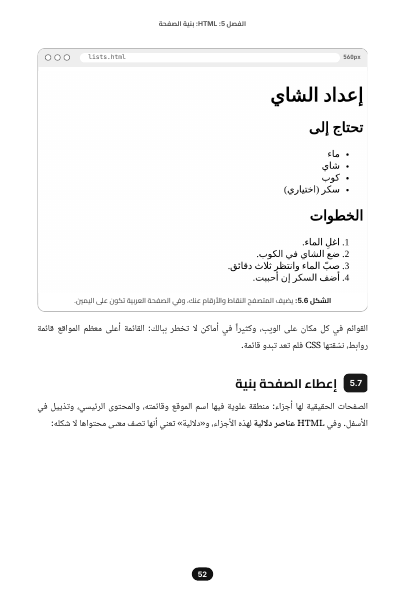 الفصل 5: HTML: بنية الصفحة
lists.html
560px
إعداد الشاي
تحتاج إلى
• ماء
• شاي
• كوب
• سكر (اختياري)
الخطوات
1. اغلِ الماء.
2. ضع الشاي في الكوب.
3. صبّ الماء وانتظر ثلاث دقائق.
4. أضف السكر إن أحببت.
الشكل 5.6: يضيف المتصفح النقاط والأرقام عنك، وفي الصفحة العربية تكون على اليمين.
القوائم في كل مكان على الويب، وكثيراً في أماكن لا تخطر ببالك: القائمة أعلى معظم المواقع قائمة
روابط، نسّقتها CSS فلم تعد تبدو قائمة.
5.7 إعطاء الصفحة بنية
الصفحات الحقيقية لها أجزاء: منطقة علوية فيها اسم الموقع وقائمته، والمحتوى الرئيسي، وتذييل في
الأسفل. وفي HTML عناصر دلالية لهذه الأجزاء، و«دلالية» تعني أنها تصف معنى محتواها لا شكله:
52